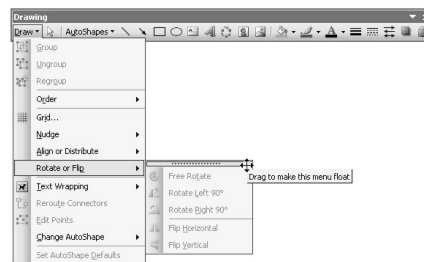 Drawing
Draw AutoShapes
Group
Ungroup
Regroup
Order
Grid...
Nudge
Align or Distribute
Rotate or Flip
Drag to make this menu float
Free Rotate
Text Wrapping
Rotate Left 90°
Reroute Connectors
Rotate Right 90°
Edit Points
Flip Horizontal
Change AutoShape
Flip Vertical
Set AutoShape Defaults